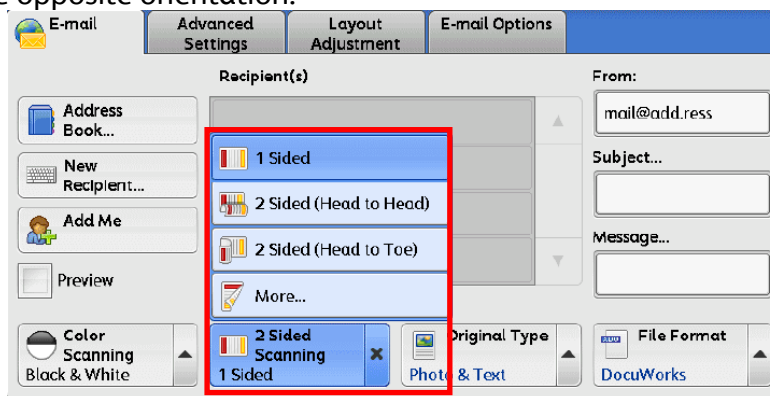 e opposite orientation.
E-mail
Advanced
Settings
Layout
Adjustment
E-mail Options
Recipient(s)
From:
Address
Book...
mail@add.ress
1 Sided
Subject...
New
Recipient...
2 Sided (Head to Head)
Add Me
2 Sided (Head to Toe)
Message...
Preview
More...
Color
Scanning
Black & White
2 Sided
Scanning
1 Sided
Original Type
Photo & Text
File Format
DocuWorks